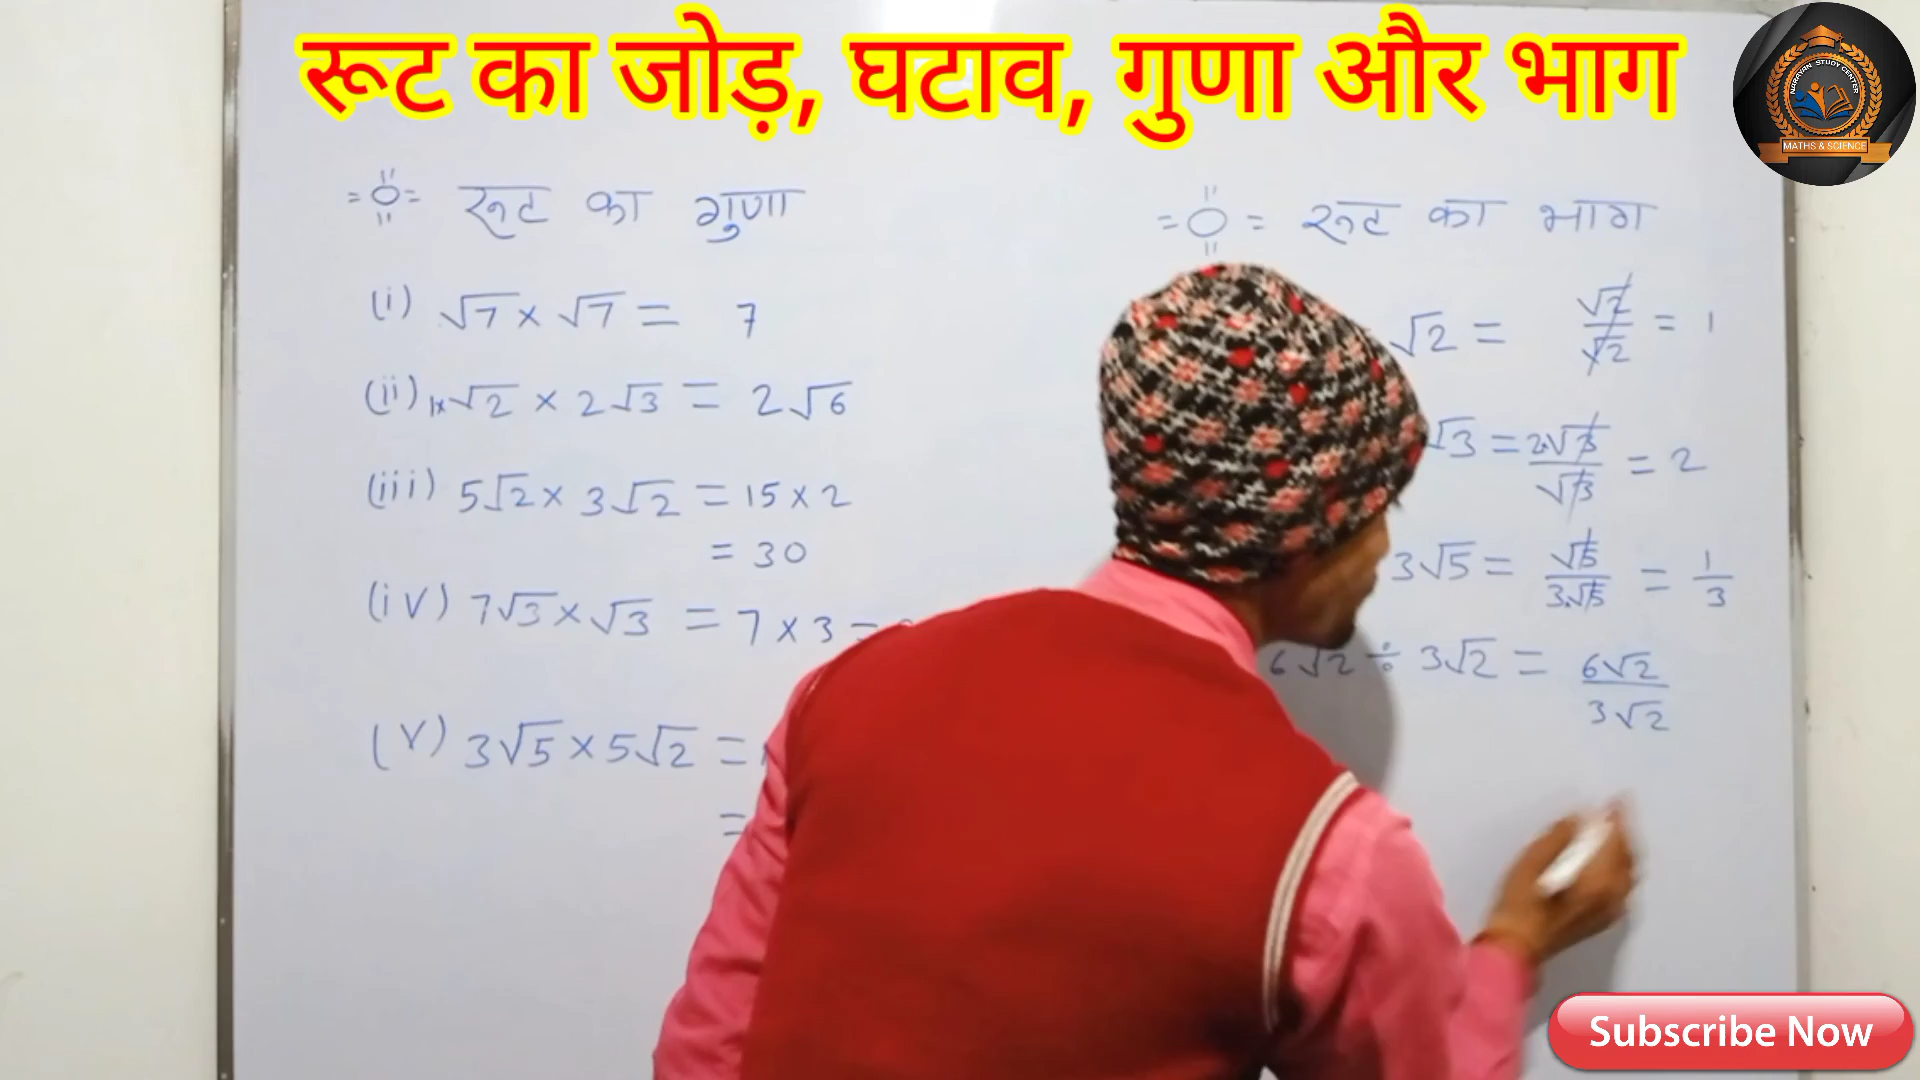 रूट का जोड़, घटाव, गुणा और भाग
NARAYAN STUDY CENTER
MATHS & SCIENCE
रूट का गुणा
(i) √7 × √7 = 7
(ii) 1×√2 × 2√3 = 2√6
(iii) 5√2 × 3√2 = 15 × 2
= 30
(iv) 7√3 × √3 = 7 × 3 =
(v) 3√5 × 5√2 =
=
रूट का भाग
√2 = √2/√2 = 1
√3 = 2√3/√3 = 2
3√5 = √5/3√5 = 1/3
6√2 ÷ 3√2 = 6√2/3√2
Subscribe Now